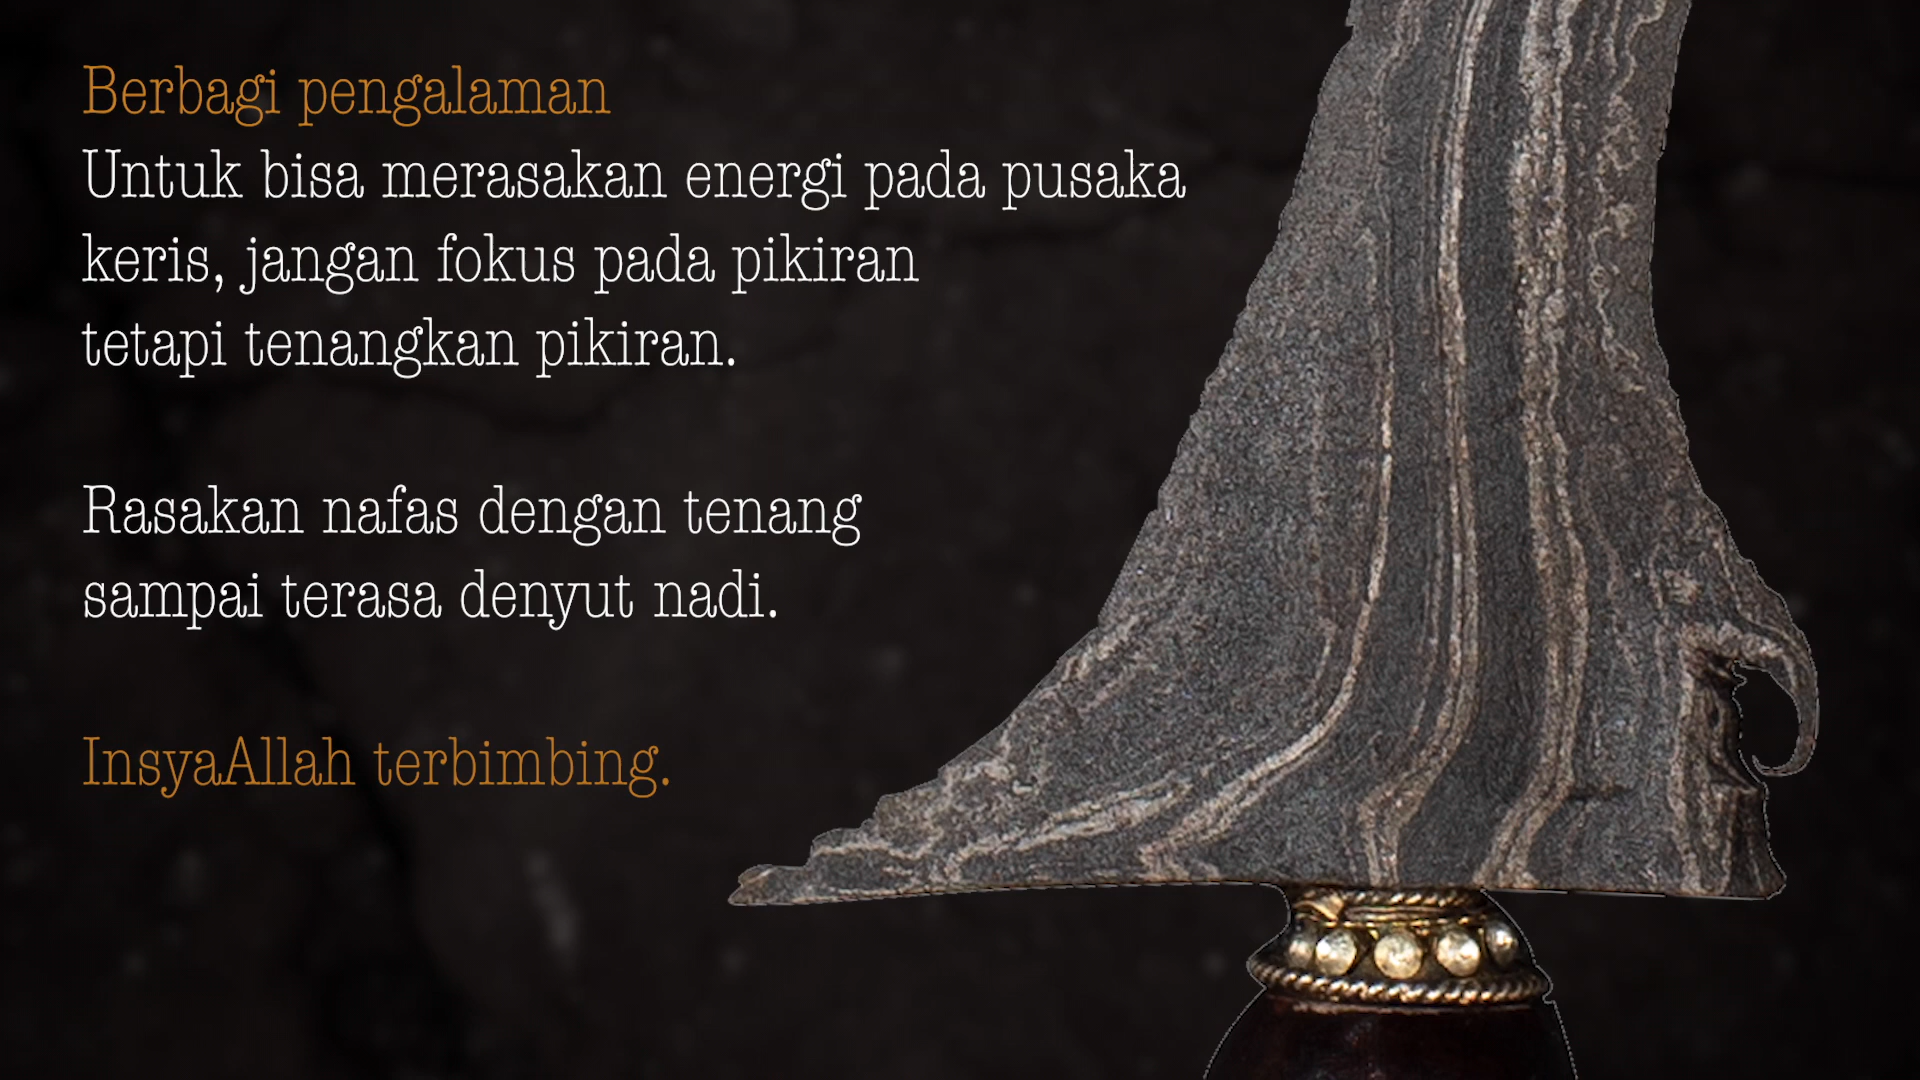 Berbagi pengalaman
Untuk bisa merasakan energi pada pusaka
keris, jangan fokus pada pikiran
tetapi tenangkan pikiran.
Rasakan nafas dengan tenang
sampai terasa denyut nadi.
InsyaAllah terbimbing.